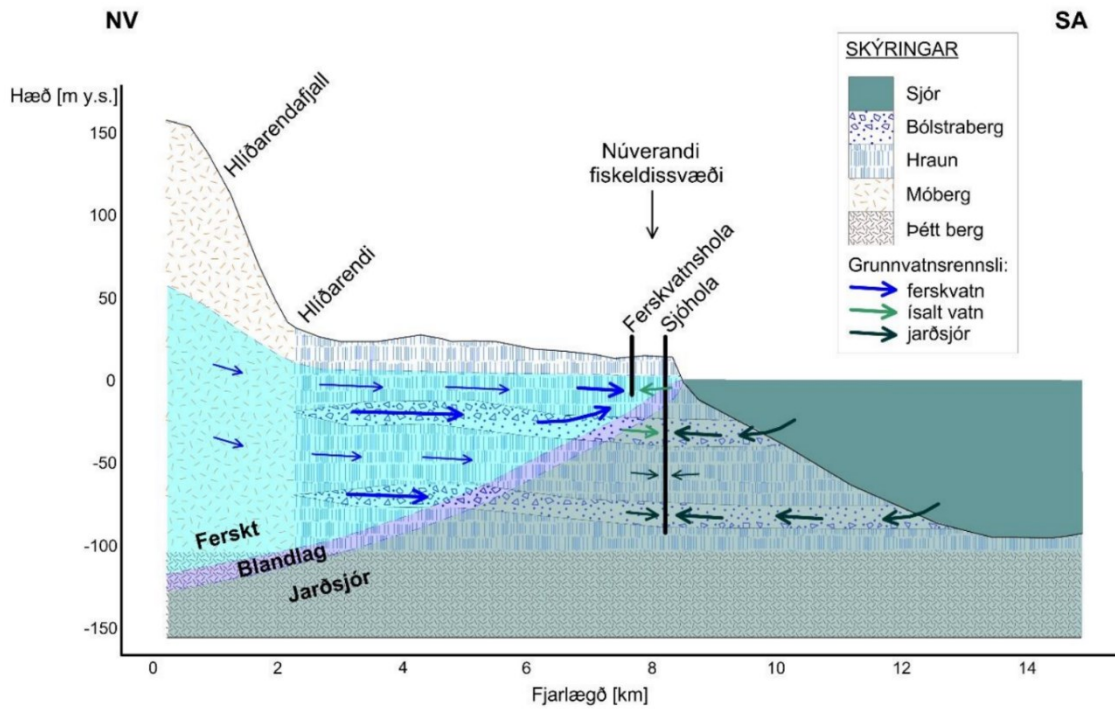 NV
SA
Hæð [m y.s.]
150
100
50
0
-50
-100
-150
Hlíðarendafjall
Hlíðarendi
Núverandi
fiskeldissvæði
Ferskvatnshola
Sjóhola
SKÝRINGAR
Sjór
Bólstraberg
Hraun
Móberg
Þétt berg
Grunnvatnsrennsli:
ferskvatn
ísalt vatn
jarðsjór
Ferskt
Blandlag
Jarðsjór
0 2 4 6 8 10 12 14
Fjarlægð [km]